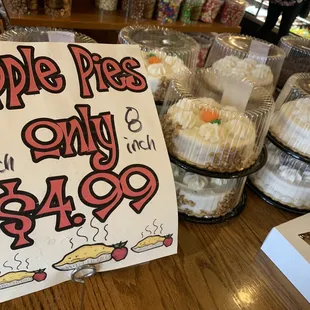 pple Pies
only 8
inch
$4.99